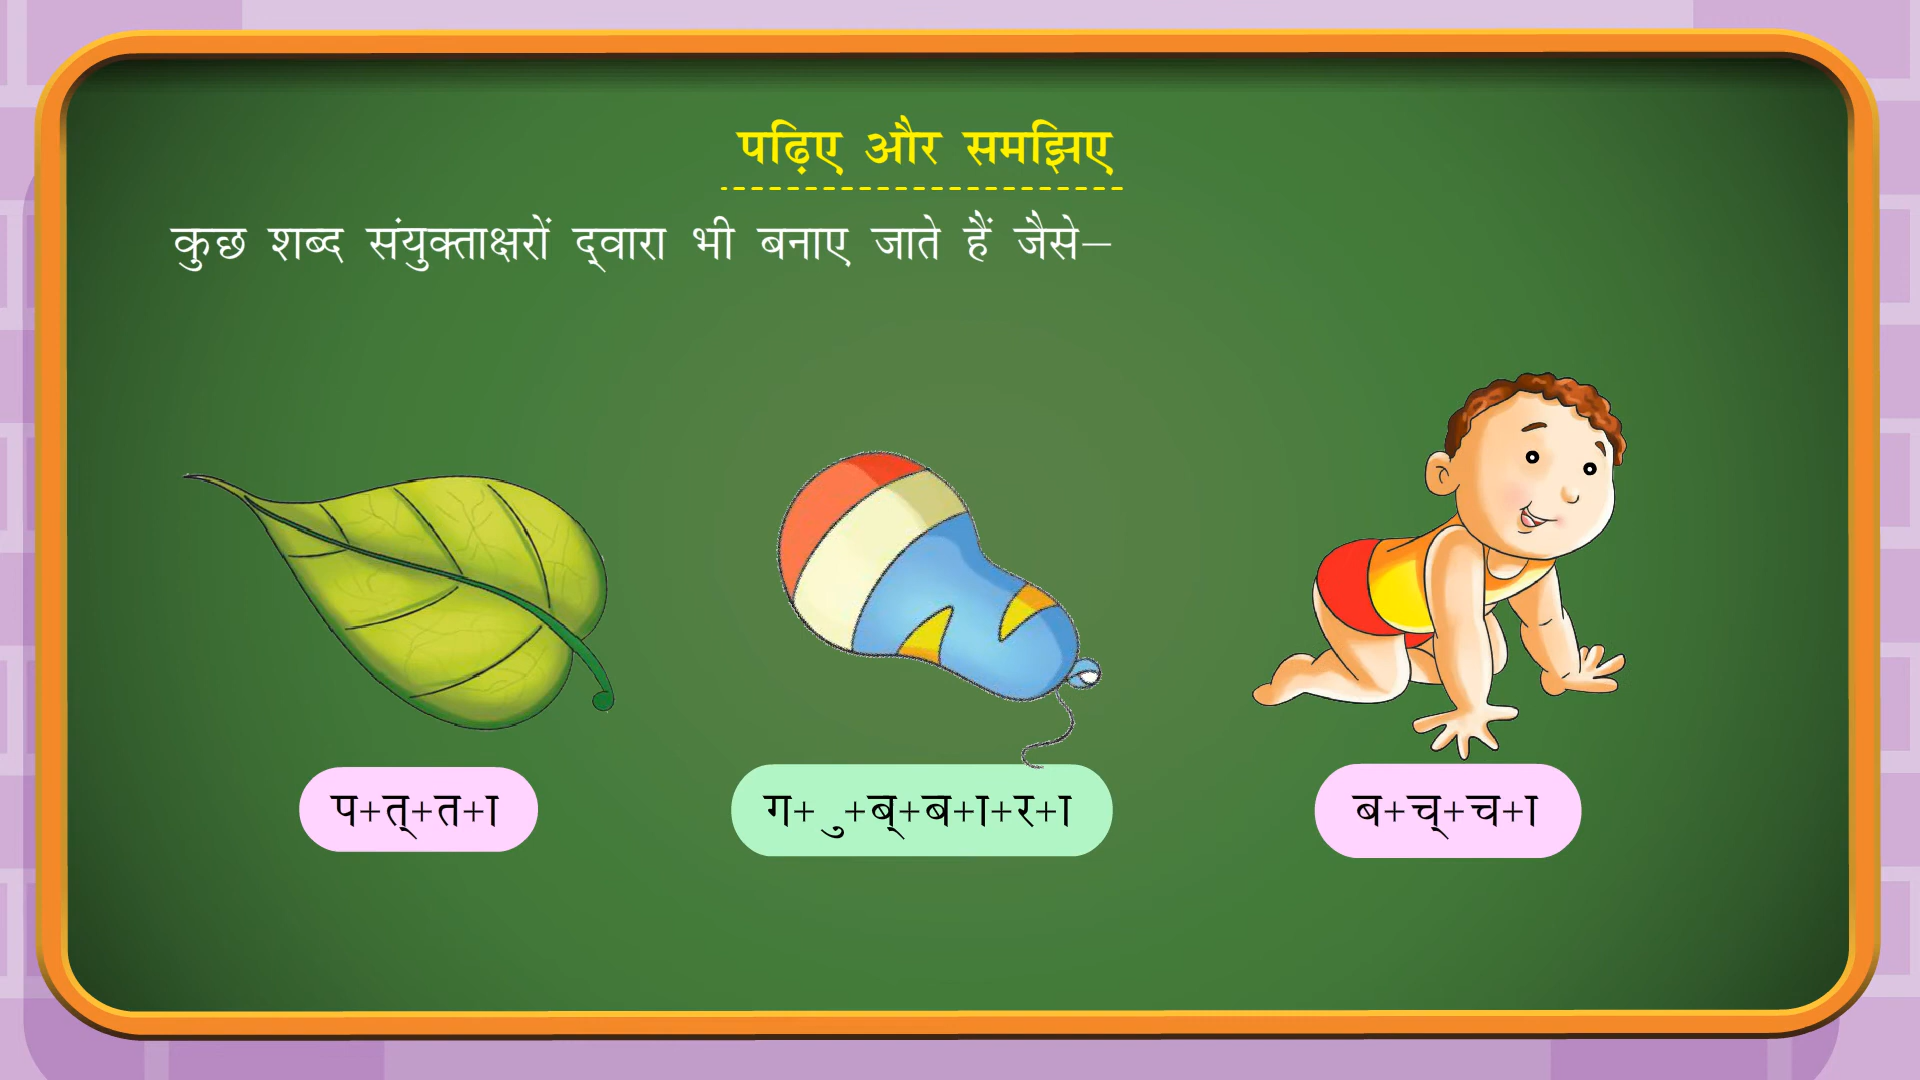 पढ़िए और समझिए
कुछ शब्द संयुक्ताक्षरों द्‌वारा भी बनाए जाते हैं जैसे–
प+त्+त+ा
ग+ ु+ब्+ब+ा+र+ा
ब+च्+च+ा